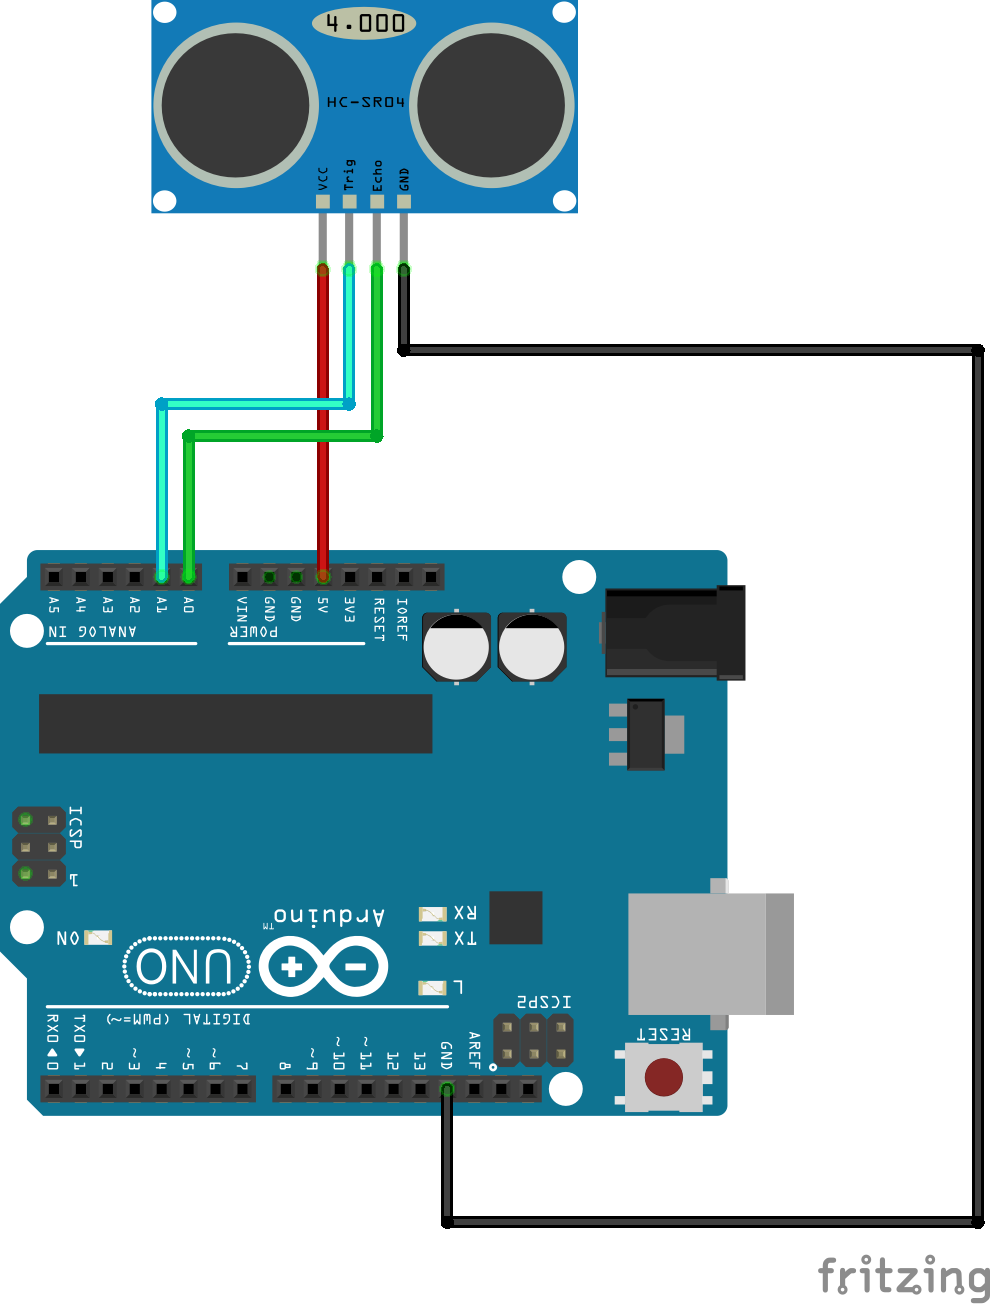 4.000
HC-SR04
VCC
Trig
Echo
GND
A5
A4
A3
A2
A1
A0
VIN
GND
GND
5V
3V3
RESET
IOREF
ANALOG IN
POWER
ICSP
1
ON
UNO
Arduino™
RX
TX
L
ICSP2
DIGITAL (PWM=~)
RESET
RX0◄0
TX0►1
2
~3
4
~5
~6
7
8
~9
~10
~11
12
13
GND
AREF
fritzing